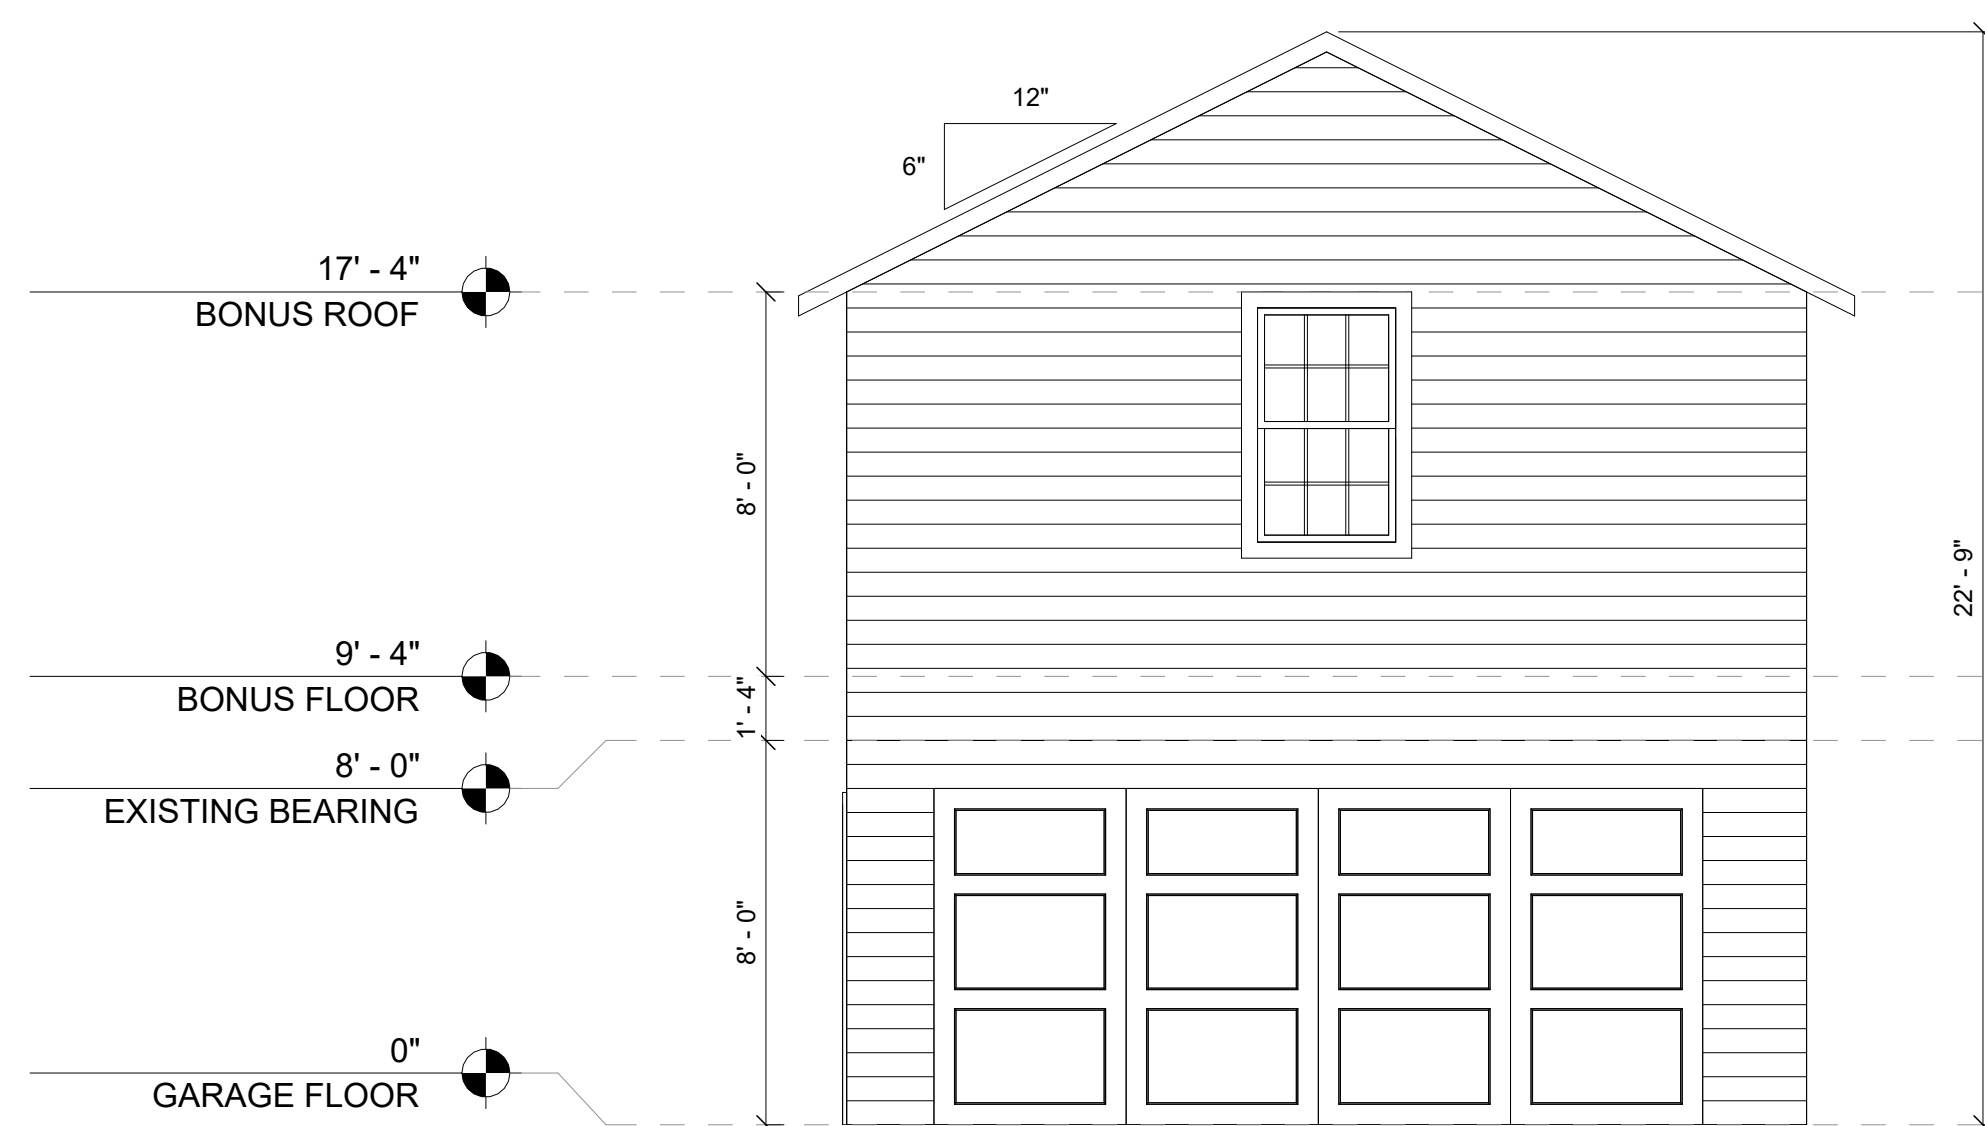 12"
6"
17' - 4"
BONUS ROOF
8' - 0"
22' - 9"
9' - 4"
BONUS FLOOR
1' - 4"
8' - 0"
EXISTING BEARING
8' - 0"
0"
GARAGE FLOOR